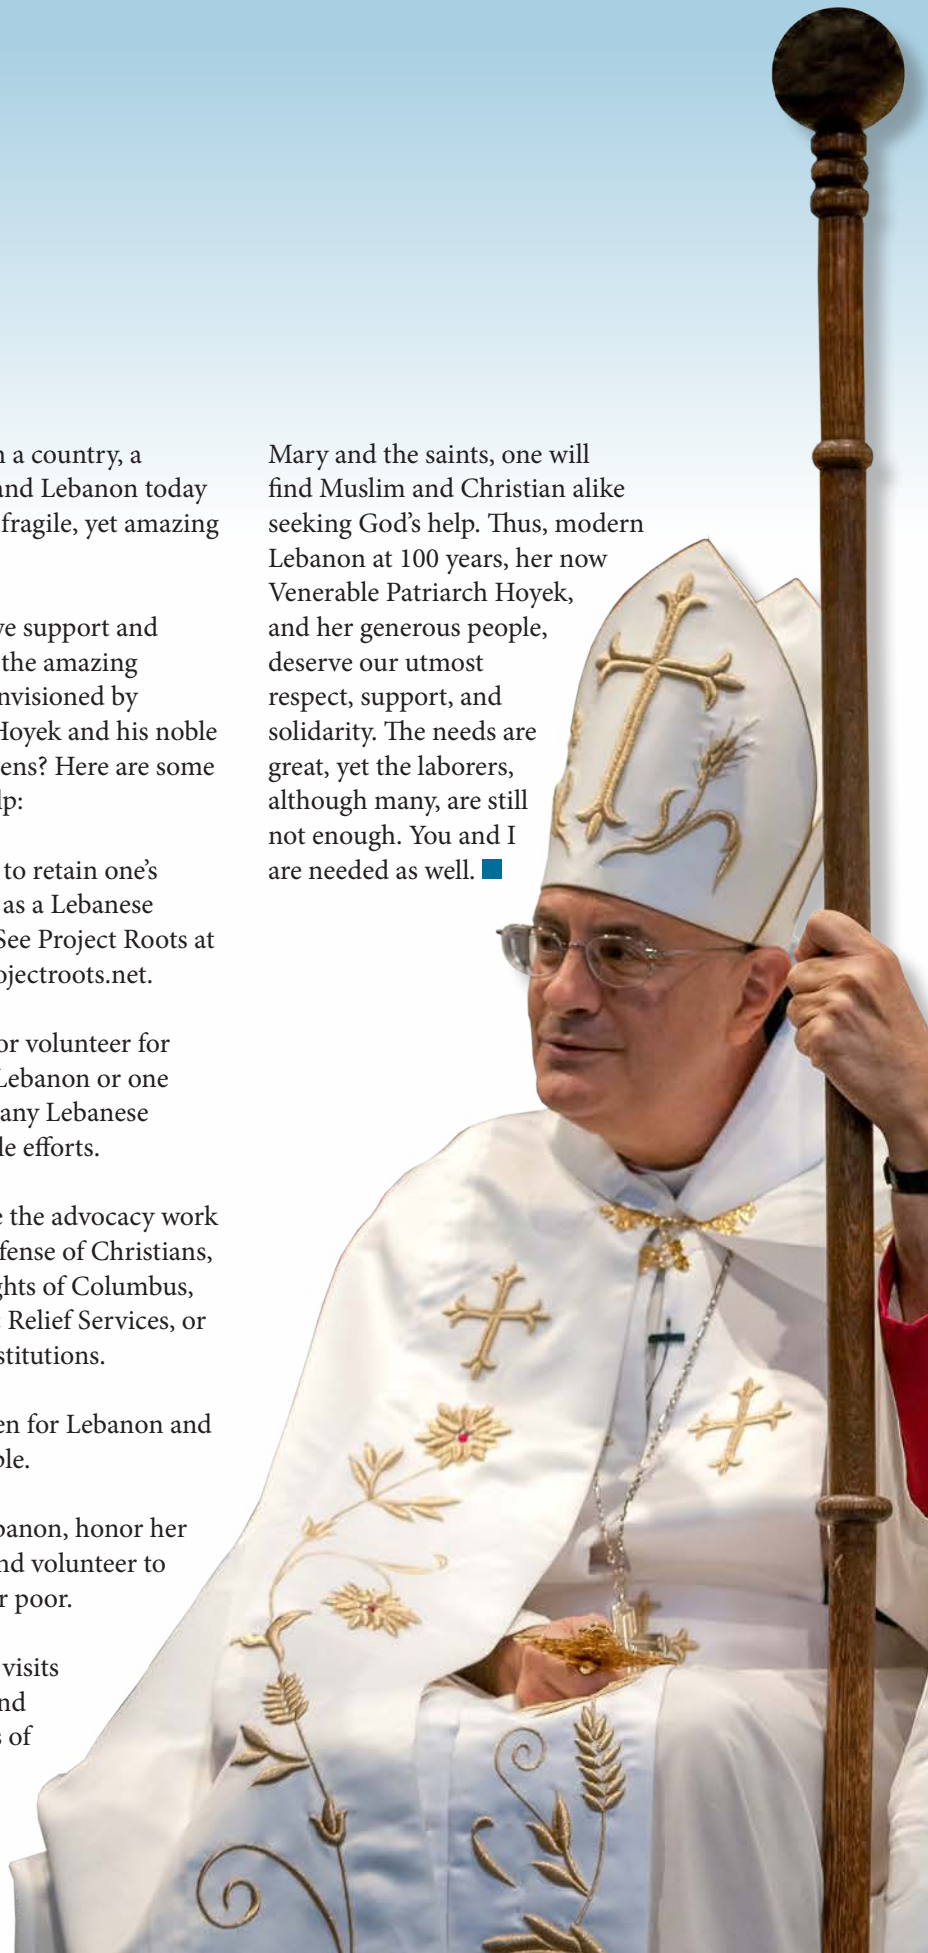 n a country, a
and Lebanon today
fragile, yet amazing
ve support and
the amazing
nvisioned by
Hoyek and his noble
ens? Here are some
lp:
to retain one’s
as a Lebanese
See Project Roots at
ojectroots.net.
or volunteer for
Lebanon or one
any Lebanese
le efforts.
e the advocacy work
fense of Christians,
ghts of Columbus,
Relief Services, or
stitutions.
en for Lebanon and
ple.
banon, honor her
nd volunteer to
r poor.
visits
nd
s of
Mary and the saints, one will
find Muslim and Christian alike
seeking God’s help. Thus, modern
Lebanon at 100 years, her now
Venerable Patriarch Hoyek,
and her generous people,
deserve our utmost
respect, support, and
solidarity. The needs are
great, yet the laborers,
although many, are still
not enough. You and I
are needed as well.